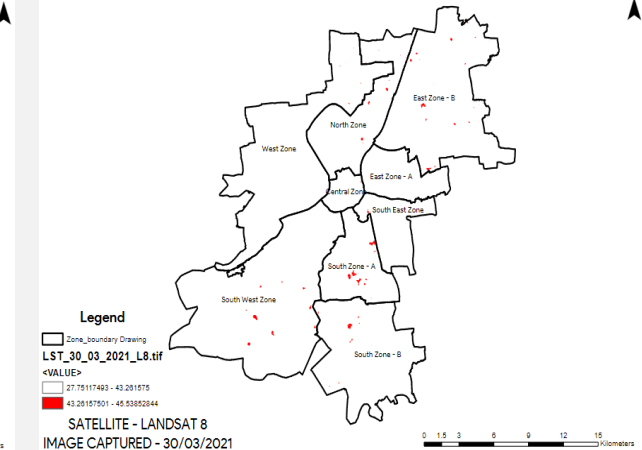 East Zone - B
North Zone
West Zone
East Zone - A
Central Zone
South East Zone
South Zone - A
South West Zone
South Zone - B
Legend
Zone_boundary Drawing
LST_30_03_2021_L8.tif
<VALUE>
27.75117493 - 43.261575
43.26157501 - 46.53852844
SATELLITE - LANDSAT 8
IMAGE CAPTURED - 30/03/2021
0 1.5 3 6 9 12 15
Kilometers
s